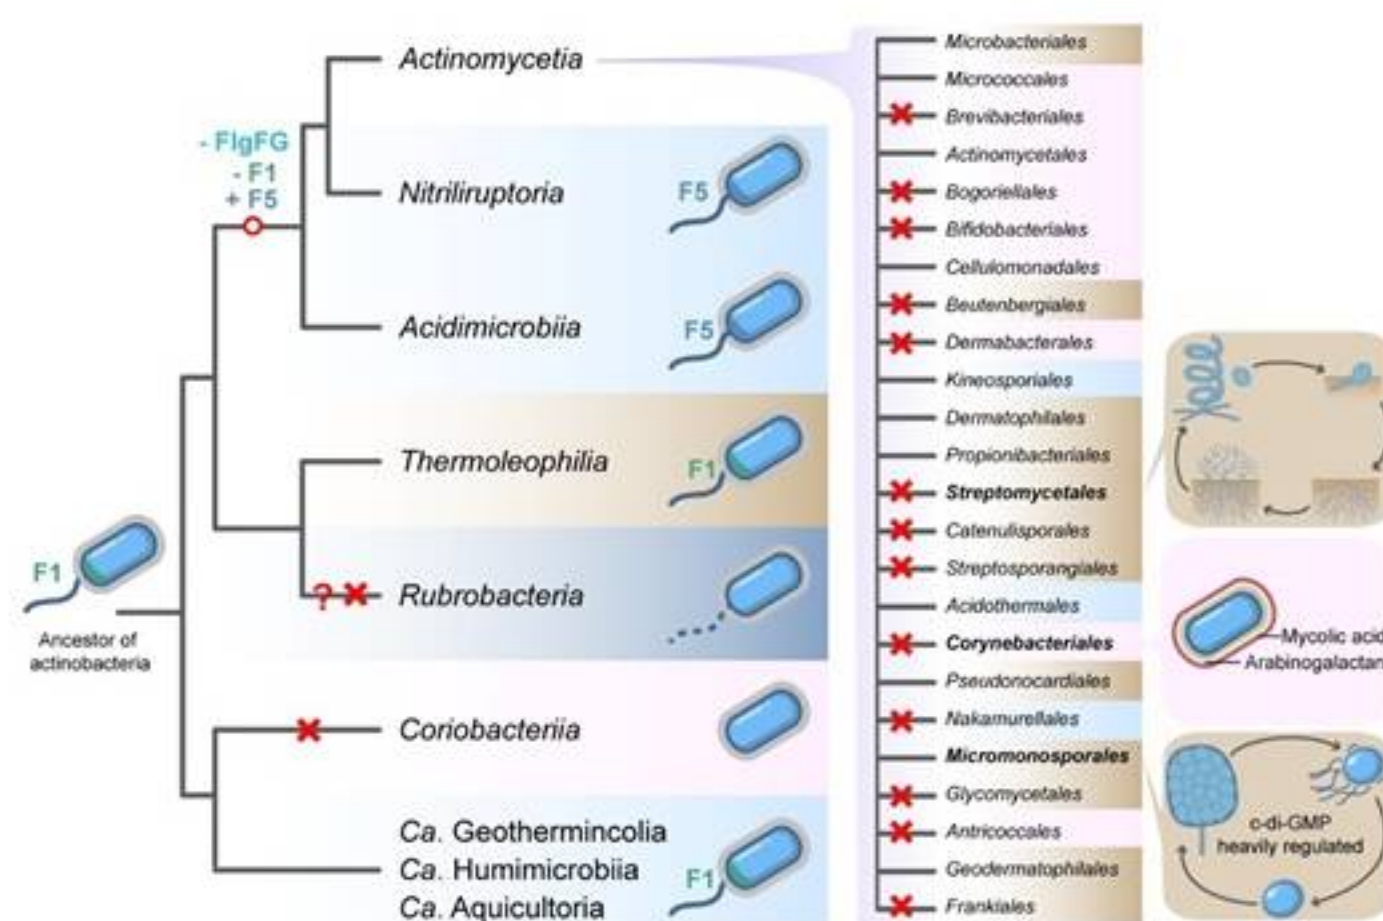 Actinomycetia
- FlgFG
- F1
+ F5
Nitriliruptoria
F5
Acidimicrobiia
F5
Thermoleophilia
F1
?
Rubrobacteria
F1
Ancestor of
actinobacteria
Coriobacteriia
Ca. Geothermincolia
Ca. Humimicrobiia
F1
Ca. Aquicultoria
Microbacteriales
Micrococcales
Brevibacteriales
Actinomycetales
Bogoriellales
Bifidobacteriales
Cellulomonadales
Beutenbergiales
Dermabacterales
Kineosporiales
Dermatophilales
Propionibacteriales
Streptomycetales
Catenulisporales
Streptosporangiales
Acidothermales
Corynebacteriales
Pseudonocardiales
Nakamurellales
Micromonosporales
Glycomycetales
Antricoccales
Geodermatophilales
Frankiales
Mycolic acid
Arabinogalactan
c-di-GMP
heavily regulated